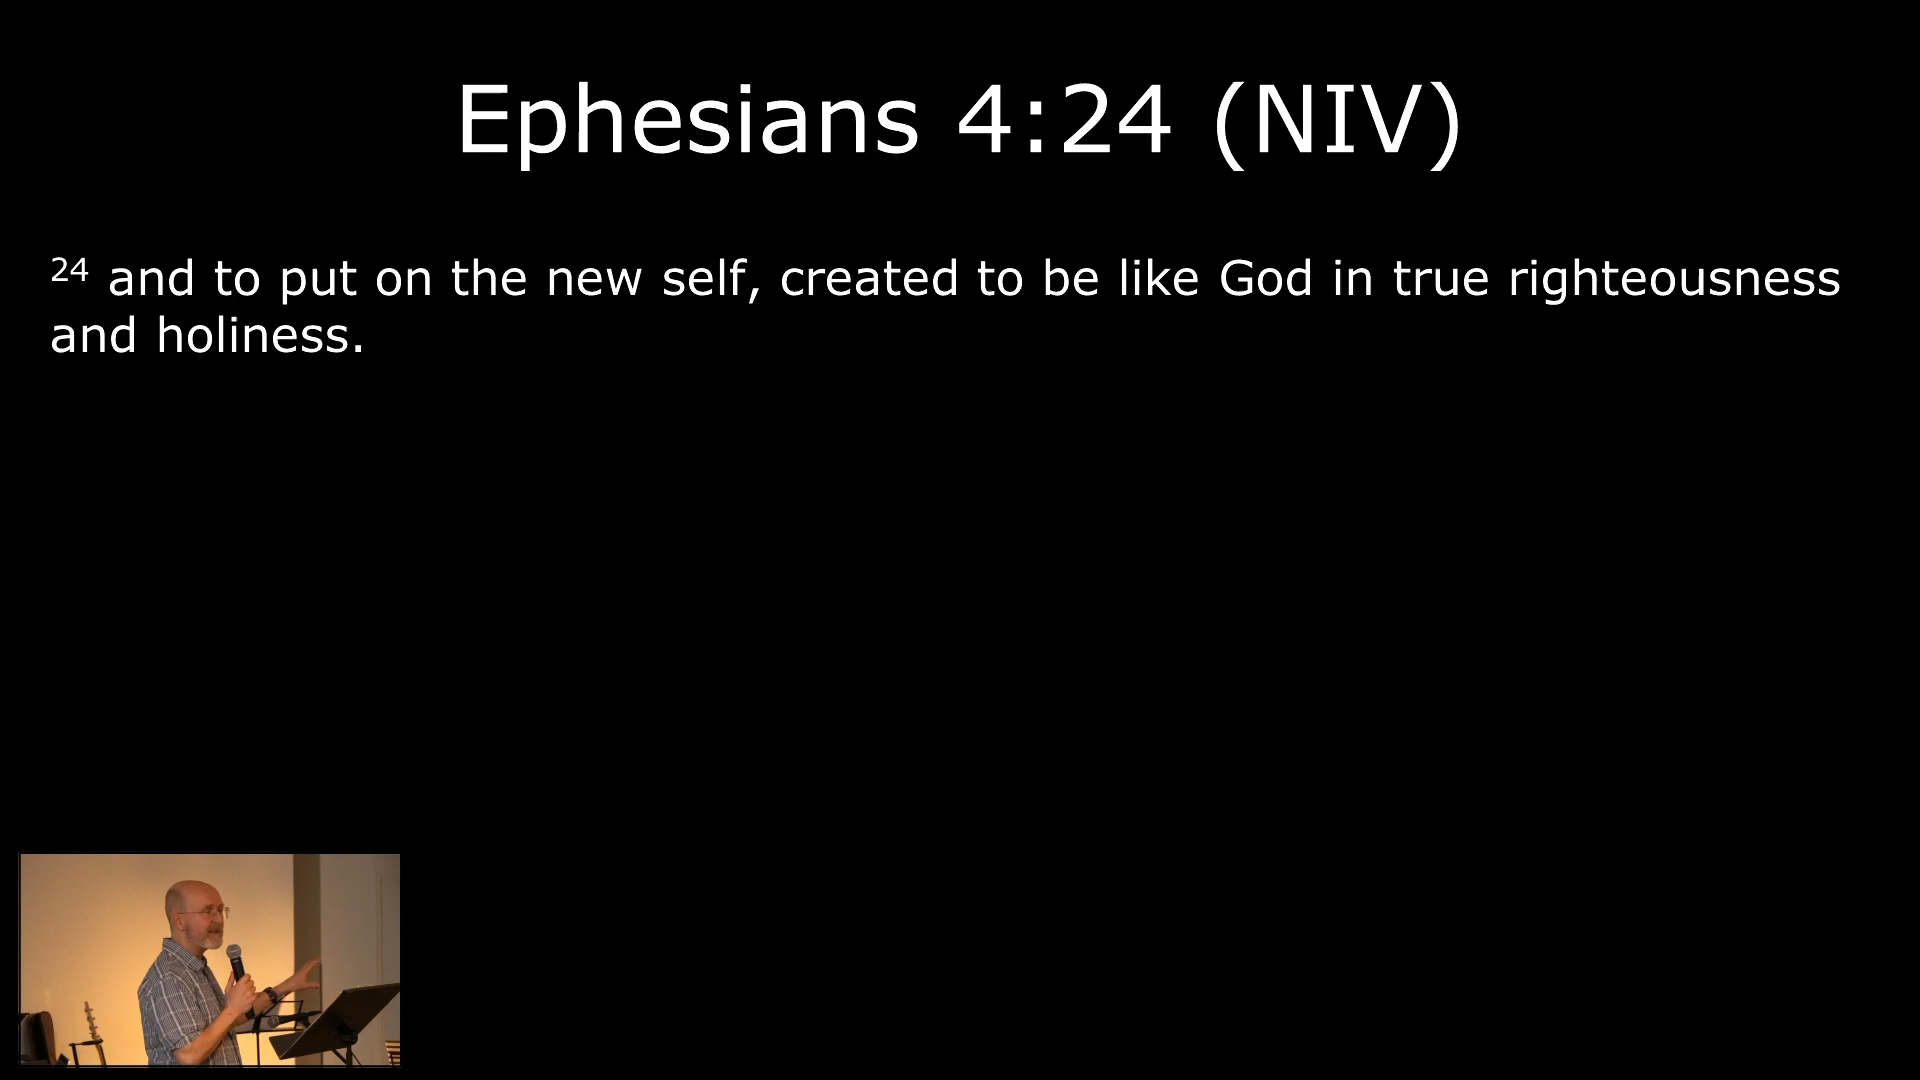 Ephesians 4:24 (NIV)
24 and to put on the new self, created to be like God in true righteousness
and holiness.